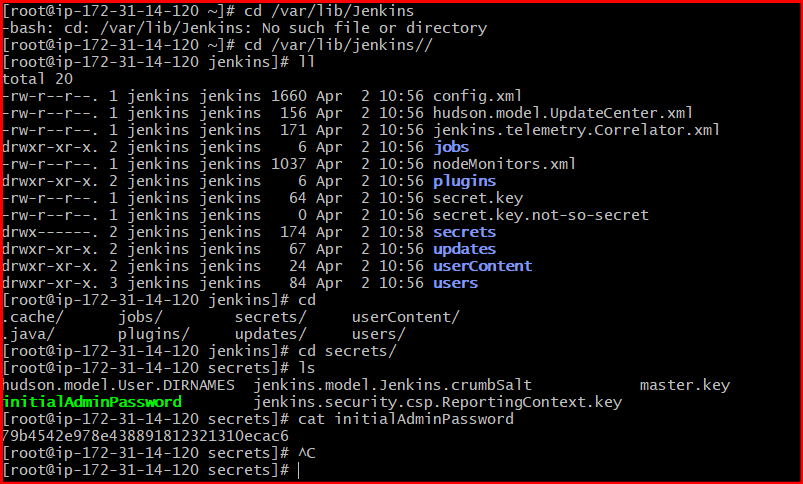 [root@ip-172-31-14-120 ~]# cd /var/lib/Jenkins
-bash: cd: /var/lib/Jenkins: No such file or directory
[root@ip-172-31-14-120 ~]# cd /var/lib/jenkins//
[root@ip-172-31-14-120 jenkins]# ll
total 20
-rw-r--r--. 1 jenkins jenkins 1660 Apr  2 10:56 config.xml
-rw-r--r--. 1 jenkins jenkins  156 Apr  2 10:56 hudson.model.UpdateCenter.xml
-rw-r--r--. 1 jenkins jenkins  171 Apr  2 10:56 jenkins.telemetry.Correlator.xml
drwxr-xr-x. 2 jenkins jenkins    6 Apr  2 10:56 jobs
-rw-r--r--. 1 jenkins jenkins 1037 Apr  2 10:56 nodeMonitors.xml
drwxr-xr-x. 2 jenkins jenkins    6 Apr  2 10:56 plugins
-rw-r--r--. 1 jenkins jenkins   64 Apr  2 10:56 secret.key
-rw-r--r--. 1 jenkins jenkins    0 Apr  2 10:56 secret.key.not-so-secret
drwx------. 2 jenkins jenkins  174 Apr  2 10:58 secrets
drwxr-xr-x. 2 jenkins jenkins   67 Apr  2 10:56 updates
drwxr-xr-x. 2 jenkins jenkins   24 Apr  2 10:56 userContent
drwxr-xr-x. 3 jenkins jenkins   84 Apr  2 10:56 users
[root@ip-172-31-14-120 jenkins]# cd
.cache/      jobs/        secrets/     userContent/
.java/       plugins/     updates/     users/
[root@ip-172-31-14-120 jenkins]# cd secrets/
[root@ip-172-31-14-120 secrets]# ls
hudson.model.User.DIRNAMES  jenkins.model.Jenkins.crumbSalt            master.key
initialAdminPassword        jenkins.security.csp.ReportingContext.key
[root@ip-172-31-14-120 secrets]# cat initialAdminPassword
79b4542e978e438891812321310ecac6
[root@ip-172-31-14-120 secrets]# ^C
[root@ip-172-31-14-120 secrets]#